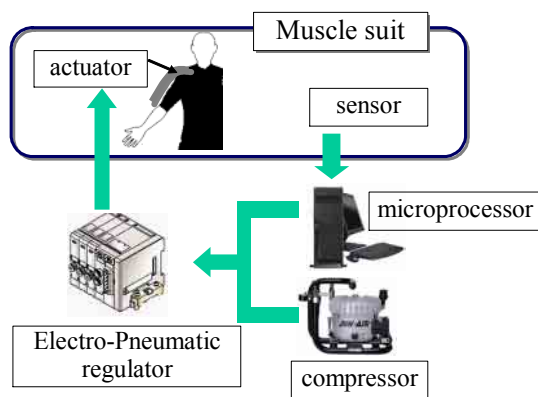 Muscle suit
actuator
sensor
microprocessor
Electro-Pneumatic
regulator
compressor